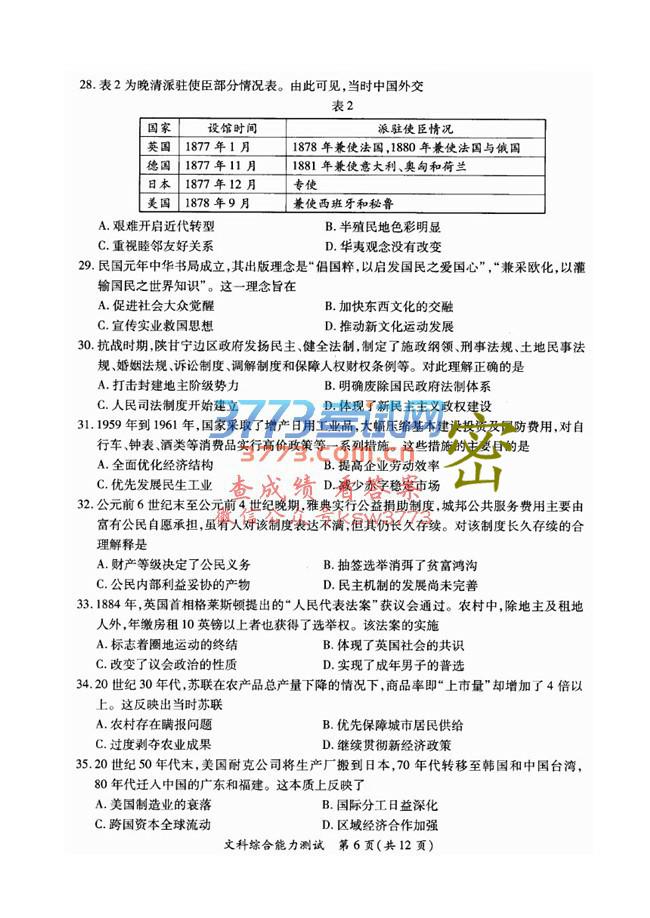 28. 表2为晚清派驻使臣部分情况表。由此可见,当时中国外交
表2
国家 设馆时间 派驻使臣情况
英国 1877年1月 1878年兼使法国,1880年兼使法国与俄国
德国 1877年11月 1881年兼使意大利、奥匈和荷兰
日本 1877年12月 专使
美国 1878年9月 兼使西班牙和秘鲁
A. 艰难开启近代转型 B. 半殖民地色彩明显
C. 重视睦邻友好关系 D. 华夷观念没有改变
29. 民国元年中华书局成立,其出版理念是“倡国粹,以启发国民之爱国心”,“兼采欧化,以灌
输国民之世界知识”。这一理念旨在
A. 促进社会大众觉醒 B. 加快东西文化的交融
C. 宣传实业救国思想 D. 推动新文化运动发展
30. 抗战时期,陕甘宁边区政府发扬民主、健全法制,制定了施政纲领、刑事法规、土地民事法
规、婚姻法规、诉讼制度、调解制度和保障人权财权条例等。对此理解正确的是
A. 打击封建地主阶级势力 B. 明确废除国民政府法制体系
C. 人民司法制度开始建立 D. 体现了新民主主义政权建设
3773考试网
31. 1959年到1961年,国家采取了增产日用工业品,大幅压缩基本建设投资及国防费用,对自
行车、钟表、酒类等消费品实行高价政策等一系列措施。这些措施的主要目的是
3773.com.cn
密
A. 全面优化经济结构 B. 提高企业劳动效率
C. 优先发展民生工业 D. 减少赤字稳定市场
查成绩 看答案
32. 公元前6世纪末至公元前4世纪晚期,雅典实行公益捐助制度,城邦公共服务费用主要由
富有公民自愿承担,虽有人对该制度表达不满,但其仍长久存续。对该制度长久存续的合
微信公众号ksw3773
理解释是
A. 财产等级决定了公民义务 B. 抽签选举消弭了贫富鸿沟
C. 公民内部利益妥协的产物 D. 民主机制的发展尚未完善
33. 1884年,英国首相格莱斯顿提出的“人民代表法案”获议会通过。农村中,除地主及租地
人外,年缴房租10英镑以上者也获得了选举权。该法案的实施
A. 标志着圈地运动的终结 B. 体现了英国社会的共识
C. 改变了议会政治的性质 D. 实现了成年男子的普选
34. 20世纪30年代,苏联在农产品总产量下降的情况下,商品率即“上市量”却增加了4倍以
上。这反映出当时苏联
A. 农村存在瞒报问题 B. 优先保障城市居民供给
C. 过度剥夺农业成果 D. 继续贯彻新经济政策
35. 20世纪50年代末,美国耐克公司将生产厂搬到日本,70年代转移至韩国和中国台湾,
80年代迁入中国的广东和福建。这本质上反映了
A. 美国制造业的衰落 B. 国际分工日益深化
C. 跨国资本全球流动 D. 区域经济合作加强
文科综合能力测试 第6页(共12页)